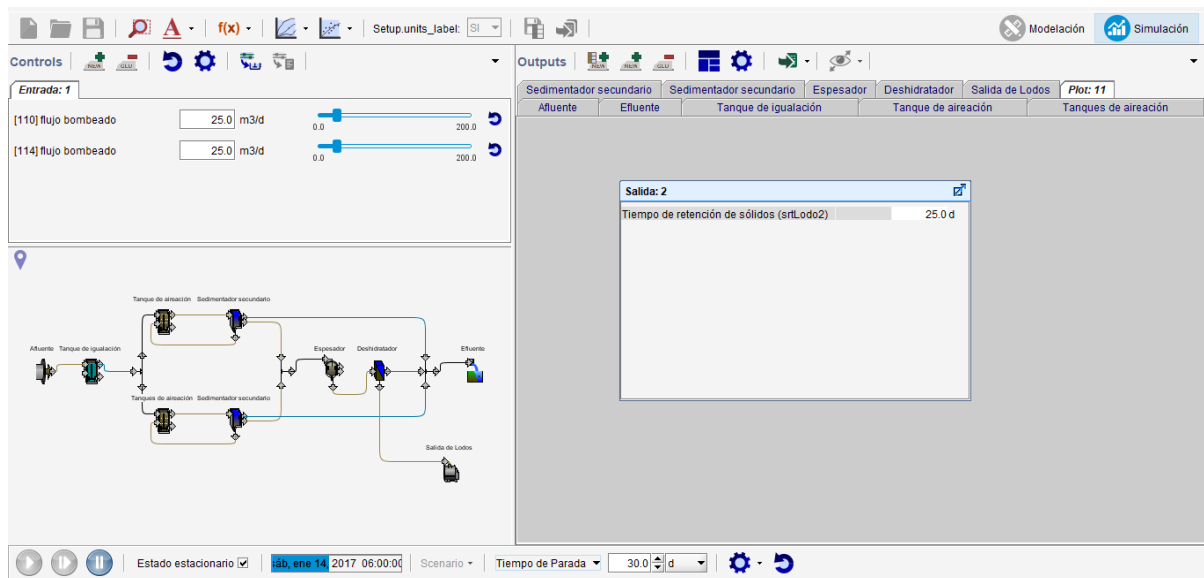 A f(x) Setup.units_label: SI Modelación Simulación
Controls NEW GLU
Outputs NEW NEW GLU
Entrada: 1
[110] flujo bombeado 25.0 m3/d 0.0 200.0
[114] flujo bombeado 25.0 m3/d 0.0 200.0
Sedimentador secundario Sedimentador secundario Espesador Deshidratador Salida de Lodos Plot: 11
Afluente Efluente Tanque de igualación Tanque de aireación Tanques de aireación
Salida: 2
Tiempo de retención de sólidos (srtLodo2) 25.0 d
Tanque de aireación Sedimentador secundario
Afluente Tanque de igualación Espesador Deshidratador Efluente
Tanques de aireación Sedimentador secundario
Salida de Lodos
Estado estacionario sáb, ene 14, 2017 06:00:00 Scenario Tiempo de Parada 30.0 d